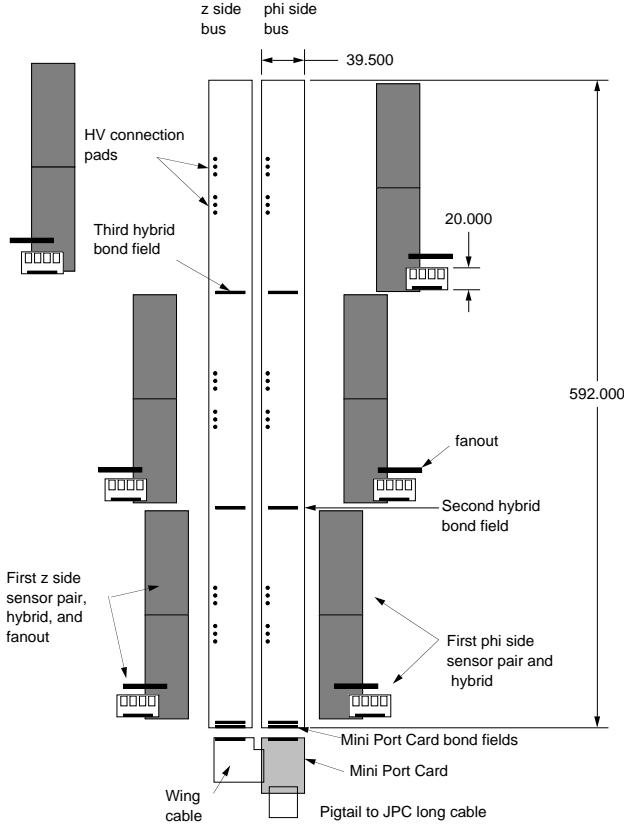 z side
bus
phi side
bus
39.500
HV connection
pads
20.000
Third hybrid
bond field
592.000
fanout
Second hybrid
bond field
First z side
sensor pair,
hybrid, and
fanout
First phi side
sensor pair and
hybrid
Mini Port Card bond fields
Mini Port Card
Wing
cable
Pigtail to JPC long cable